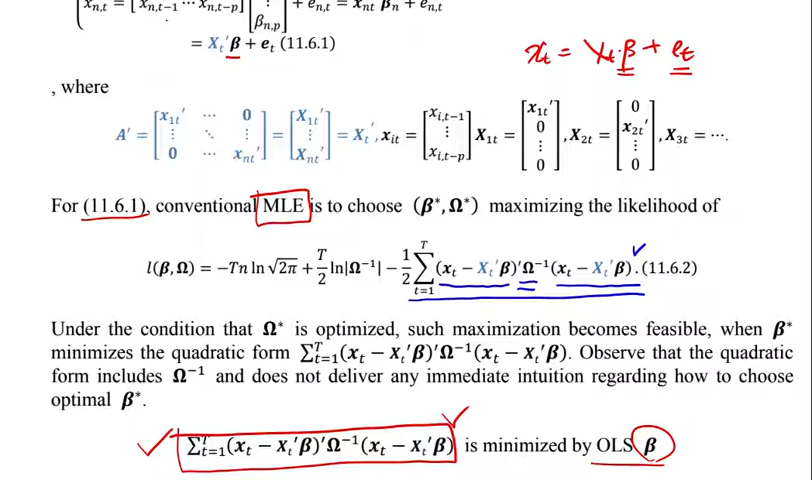 x_{n,t} = [x_{n,t−1} ⋯ x_{n,t−p}] [⋮ β_{n,p}] + e_{n,t} = x_{nt}′ β_n + e_{n,t}
= X_t′β + e_t (11.6.1)
x_t = X_t′β + e_t
, where
A′ = [x_{1t}′ ⋯ 0 ⋮ ⋱ ⋮ 0 ⋯ x_{nt}′] = [X_{1t}′ ⋮ X_{nt}′] = X_t′, x_{it} = [x_{i,t−1} ⋮ x_{i,t−p}] X_{1t} = [x_{1t}′ 0 ⋮ 0], X_{2t} = [0 x_{2t}′ ⋮ 0], X_{3t} = ⋯.
For (11.6.1), conventional MLE is to choose (β*, Ω*) maximizing the likelihood of
l(β, Ω) = −Tn ln √2π + T/2 ln|Ω⁻¹| − 1/2 ∑_{t=1}^{T} (x_t − X_t′β)′Ω⁻¹(x_t − X_t′β). (11.6.2)
Under the condition that Ω* is optimized, such maximization becomes feasible, when β*
minimizes the quadratic form ∑_{t=1}^{T}(x_t − X_t′β)′Ω⁻¹(x_t − X_t′β). Observe that the quadratic
form includes Ω⁻¹ and does not deliver any immediate intuition regarding how to choose
optimal β*.
∑_{t=1}^{T}(x_t − X_t′β)′Ω⁻¹(x_t − X_t′β) is minimized by OLS β